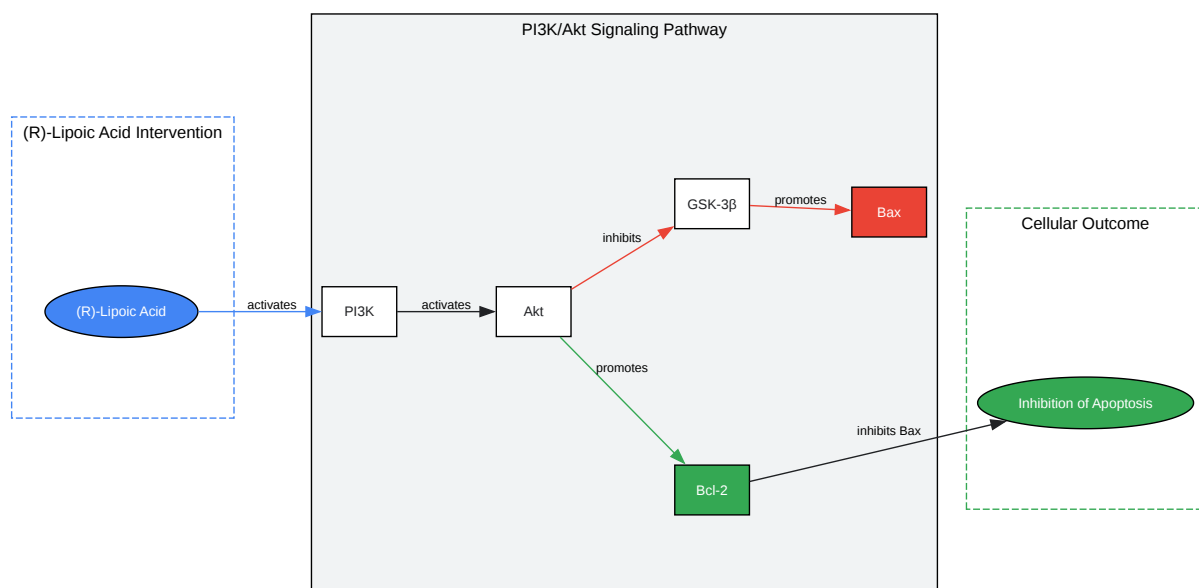 PI3K/Akt Signaling Pathway
(R)-Lipoic Acid Intervention
Cellular Outcome
(R)-Lipoic Acid
activates
PI3K
activates
Akt
inhibits
GSK-3β
promotes
Bax
promotes
Bcl-2
inhibits Bax
Inhibition of Apoptosis